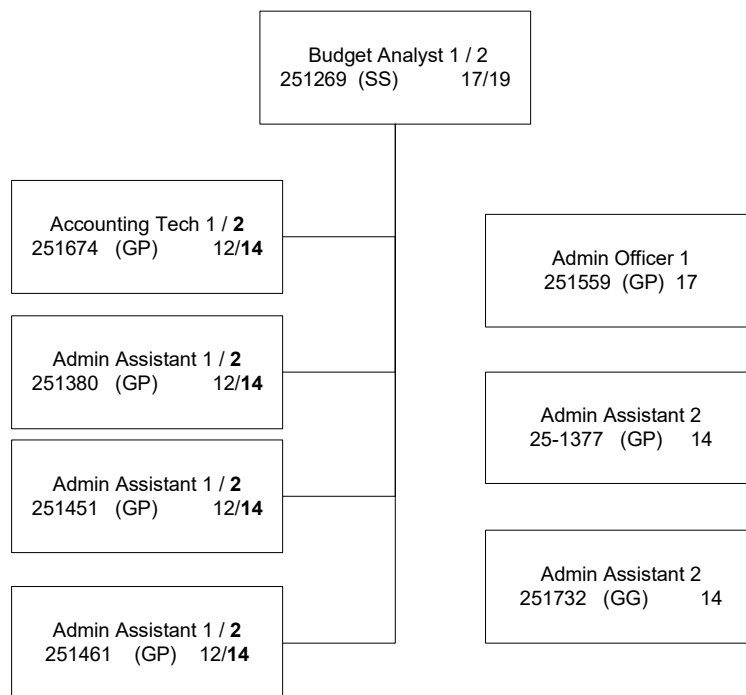 Budget Analyst 1 / 2
251269 (SS) 17/19
Accounting Tech 1 / 2
251674 (GP) 12/14
Admin Assistant 1 / 2
251380 (GP) 12/14
Admin Assistant 1 / 2
251451 (GP) 12/14
Admin Assistant 1 / 2
251461 (GP) 12/14
Admin Officer 1
251559 (GP) 17
Admin Assistant 2
25-1377 (GP) 14
Admin Assistant 2
251732 (GG) 14